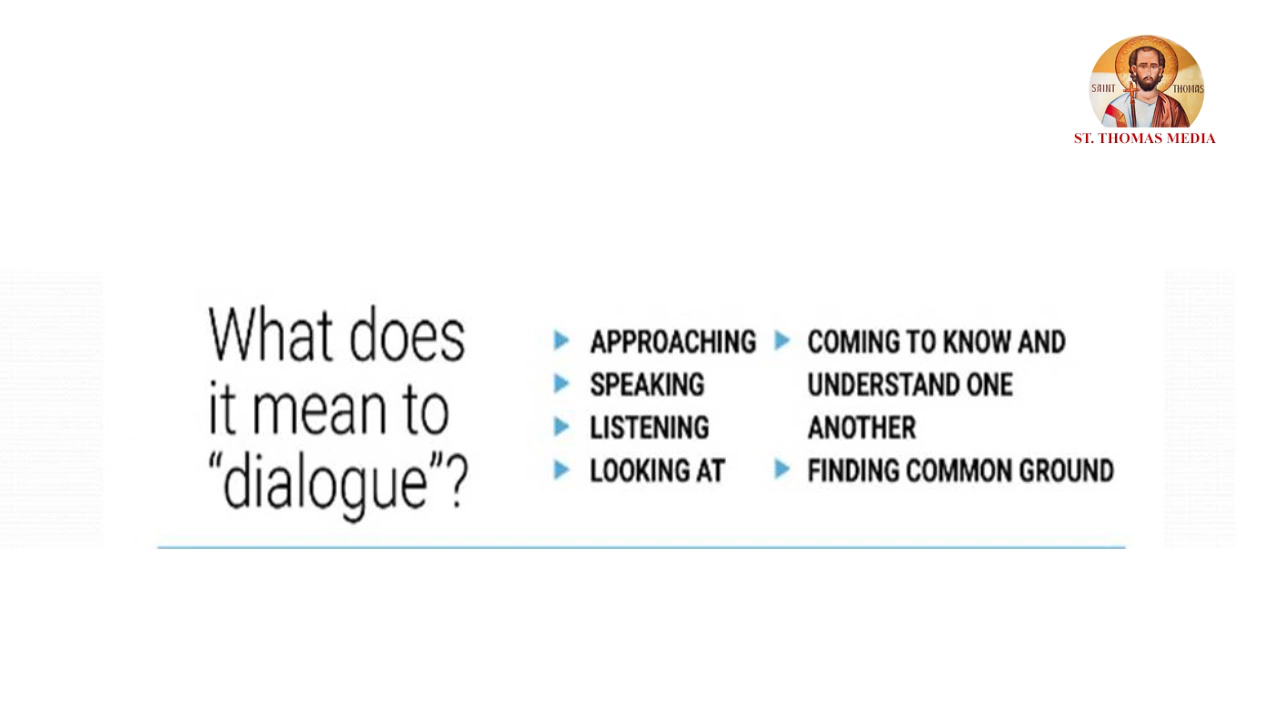 SAINT THOMAS
ST. THOMAS MEDIA
What does
it mean to
“dialogue”?
APPROACHING
SPEAKING
LISTENING
LOOKING AT
COMING TO KNOW AND
UNDERSTAND ONE
ANOTHER
FINDING COMMON GROUND